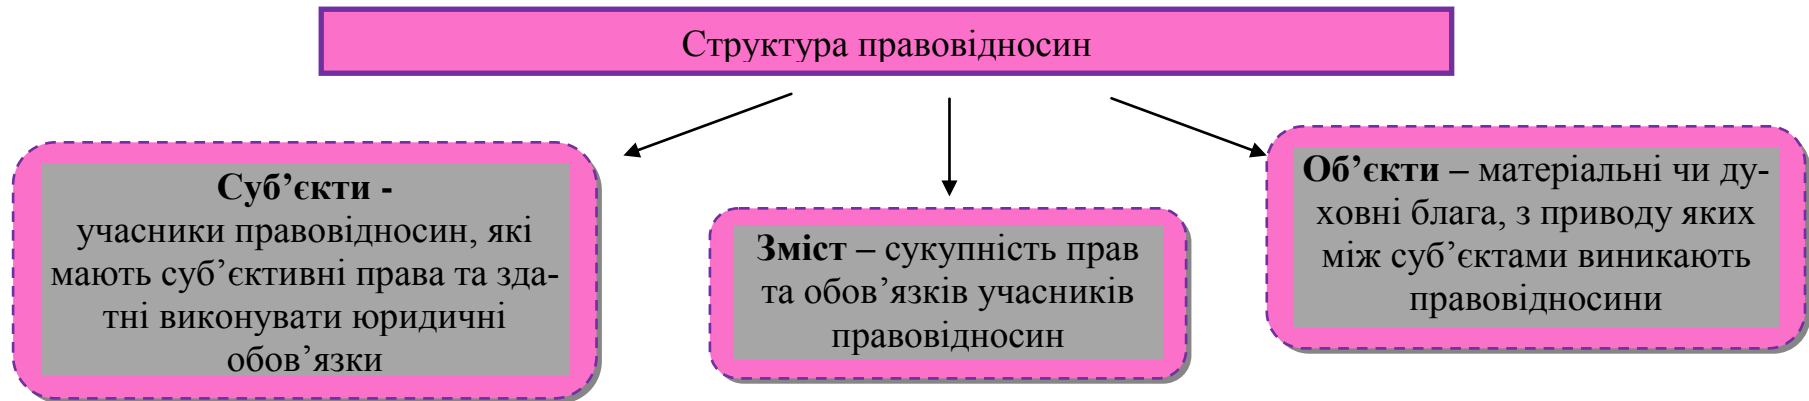 Структура правовідносин
Суб’єкти -
учасники правовідносин, які
мають суб’єктивні права та зда-
тні виконувати юридичні
обов’язки
Зміст – сукупність прав
та обов’язків учасників
правовідносин
Об’єкти – матеріальні чи ду-
ховні блага, з приводу яких
між суб’єктами виникають
правовідносини